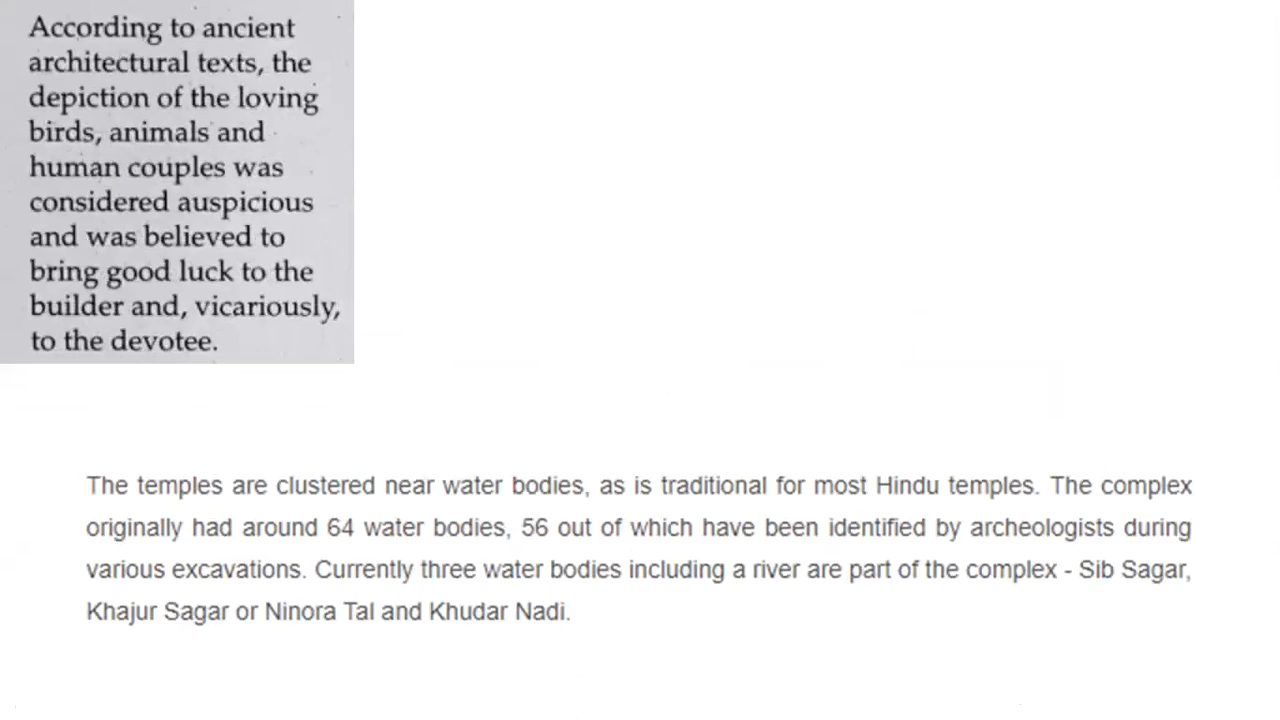 According to ancient
architectural texts, the
depiction of the loving
birds, animals and
human couples was
considered auspicious
and was believed to
bring good luck to the
builder and, vicariously,
to the devotee.
The temples are clustered near water bodies, as is traditional for most Hindu temples. The complex
originally had around 64 water bodies, 56 out of which have been identified by archeologists during
various excavations. Currently three water bodies including a river are part of the complex - Sib Sagar,
Khajur Sagar or Ninora Tal and Khudar Nadi.